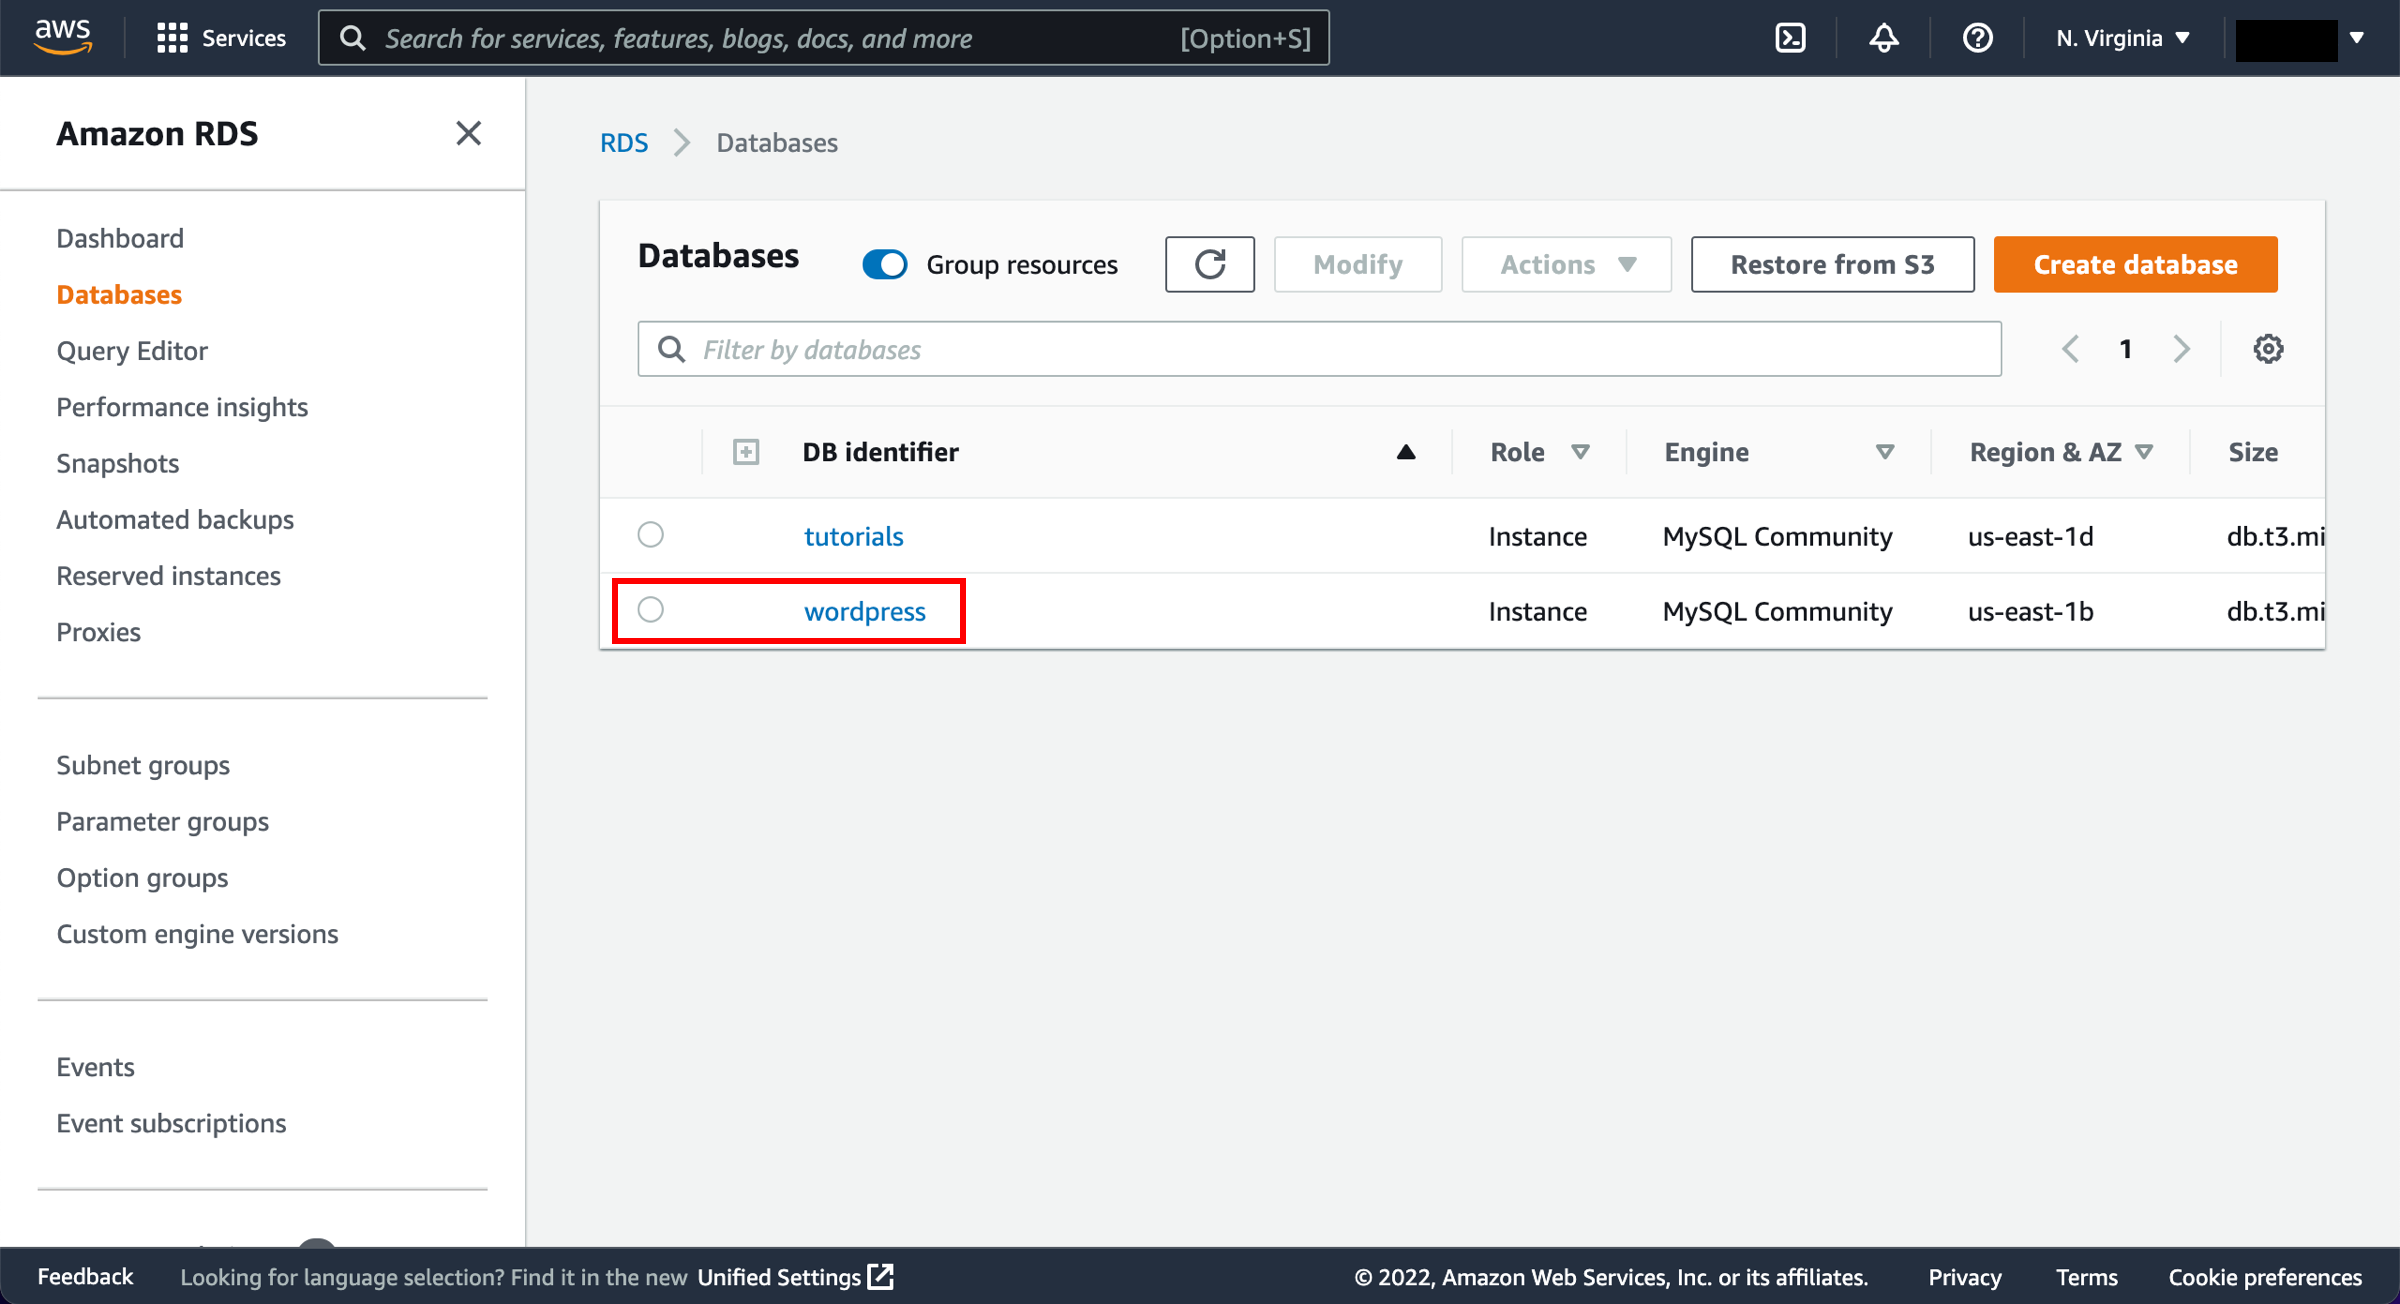 aws Services Search for services, features, blogs, docs, and more [Option+S] N. Virginia
Amazon RDS
Dashboard
Databases
Query Editor
Performance insights
Snapshots
Automated backups
Reserved instances
Proxies
Subnet groups
Parameter groups
Option groups
Custom engine versions
Events
Event subscriptions
RDS Databases
Databases Group resources Modify Actions Restore from S3 Create database
Filter by databases 1
DB identifier Role Engine Region & AZ Size
tutorials Instance MySQL Community us-east-1d db.t3.mi
wordpress Instance MySQL Community us-east-1b db.t3.mi
Feedback Looking for language selection? Find it in the new Unified Settings © 2022, Amazon Web Services, Inc. or its affiliates. Privacy Terms Cookie preferences